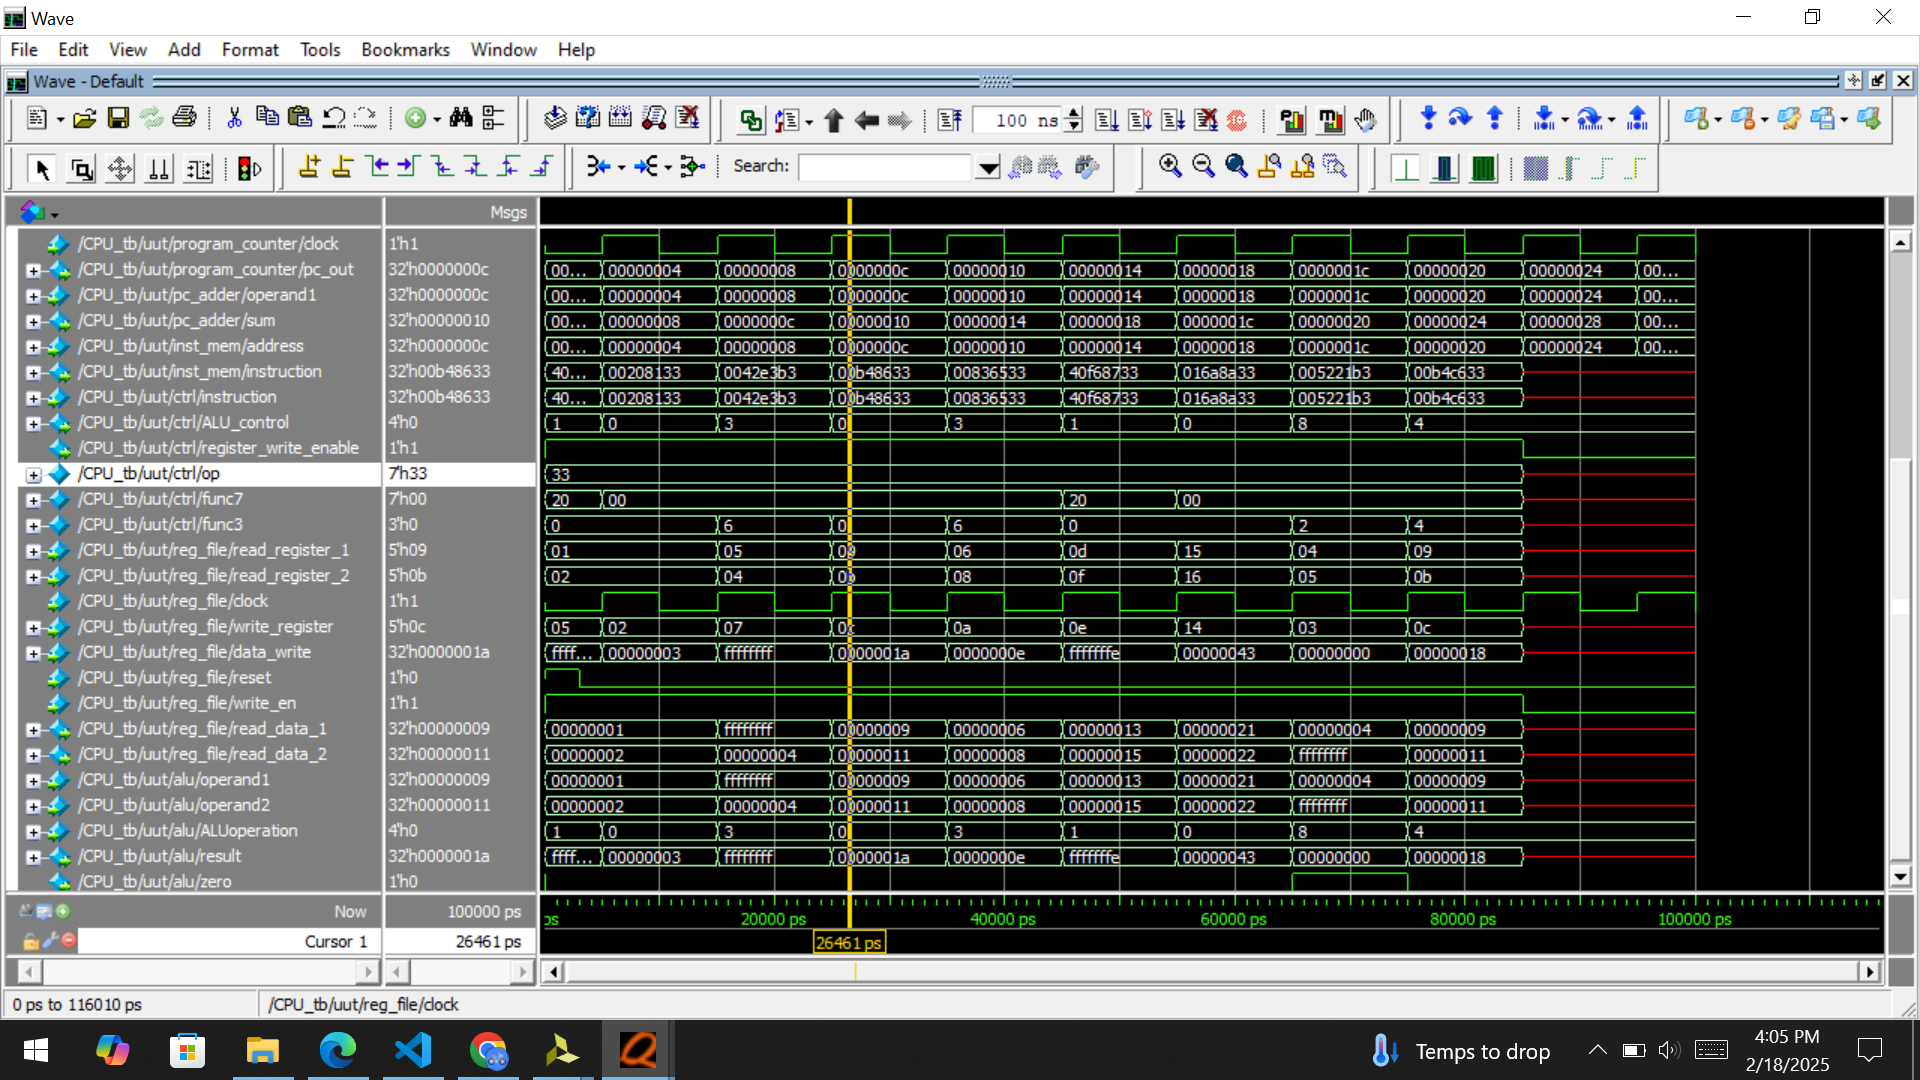 Wave
File Edit View Add Format Tools Bookmarks Window Help
Wave - Default
100 ns
Search:
Msgs
/CPU_tb/uut/program_counter/clock 1'h1
/CPU_tb/uut/program_counter/pc_out 32'h0000000c 00... 00000004 00000008 0000000c 00000010 00000014 00000018 0000001c 00000020 00000024 00...
/CPU_tb/uut/pc_adder/operand1 32'h0000000c 00... 00000004 00000008 0000000c 00000010 00000014 00000018 0000001c 00000020 00000024 00...
/CPU_tb/uut/pc_adder/sum 32'h00000010 00... 00000008 0000000c 00000010 00000014 00000018 0000001c 00000020 00000024 00000028 00...
/CPU_tb/uut/inst_mem/address 32'h0000000c 00... 00000004 00000008 0000000c 00000010 00000014 00000018 0000001c 00000020 00000024 00...
/CPU_tb/uut/inst_mem/instruction 32'h00b48633 40... 00208133 0042e3b3 00b48633 00836533 40f68733 016a8a33 005221b3 00b4c633
/CPU_tb/uut/ctrl/instruction 32'h00b48633 40... 00208133 0042e3b3 00b48633 00836533 40f68733 016a8a33 005221b3 00b4c633
/CPU_tb/uut/ctrl/ALU_control 4'h0 1 0 3 0 3 1 0 8 4
/CPU_tb/uut/ctrl/register_write_enable 1'h1
/CPU_tb/uut/ctrl/op 7'h33 33
/CPU_tb/uut/ctrl/func7 7'h00 20 00 20 00
/CPU_tb/uut/ctrl/func3 3'h0 0 6 0 6 0 2 4
/CPU_tb/uut/reg_file/read_register_1 5'h09 01 05 09 06 0d 15 04 09
/CPU_tb/uut/reg_file/read_register_2 5'h0b 02 04 0b 08 0f 16 05 0b
/CPU_tb/uut/reg_file/clock 1'h1
/CPU_tb/uut/reg_file/write_register 5'h0c 05 02 07 0c 0a 0e 14 03 0c
/CPU_tb/uut/reg_file/data_write 32'h0000001a ffff... 00000003 ffffffff 0000001a 0000000e fffffffe 00000043 00000000 00000018
/CPU_tb/uut/reg_file/reset 1'h0
/CPU_tb/uut/reg_file/write_en 1'h1
/CPU_tb/uut/reg_file/read_data_1 32'h00000009 00000001 ffffffff 00000009 00000006 00000013 00000021 00000004 00000009
/CPU_tb/uut/reg_file/read_data_2 32'h00000011 00000002 00000004 00000011 00000008 00000015 00000022 ffffffff 00000011
/CPU_tb/uut/alu/operand1 32'h00000009 00000001 ffffffff 00000009 00000006 00000013 00000021 00000004 00000009
/CPU_tb/uut/alu/operand2 32'h00000011 00000002 00000004 00000011 00000008 00000015 00000022 ffffffff 00000011
/CPU_tb/uut/alu/ALUoperation 4'h0 1 0 3 0 3 1 0 8 4
/CPU_tb/uut/alu/result 32'h0000001a ffff... 00000003 ffffffff 0000001a 0000000e fffffffe 00000043 00000000 00000018
/CPU_tb/uut/alu/zero 1'h0
Now 100000 ps ps 20000 ps 40000 ps 60000 ps 80000 ps 100000 ps
Cursor 1 26461 ps 26461 ps
0 ps to 116010 ps /CPU_tb/uut/reg_file/clock
Temps to drop 4:05 PM
2/18/2025